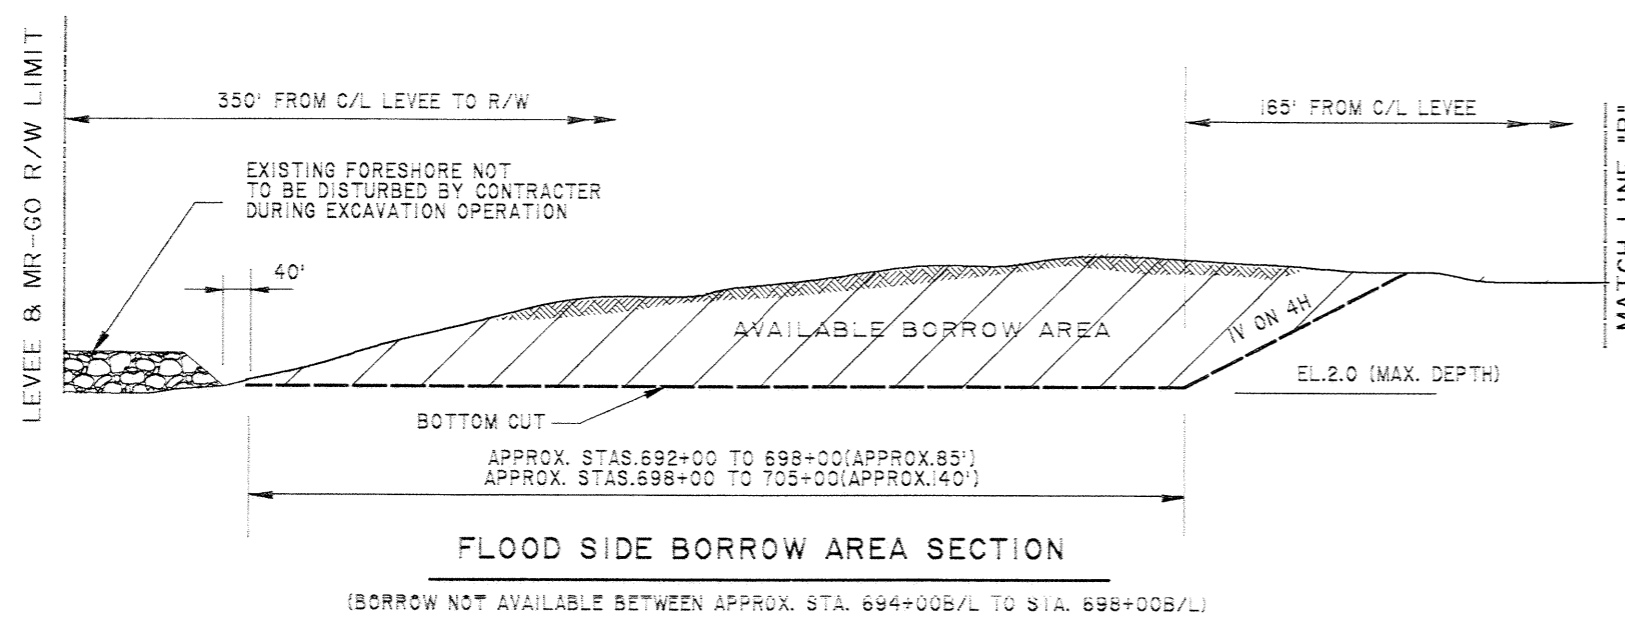 LEVEE & MR-GO R/W LIMIT
350' FROM C/L LEVEE TO R/W
165' FROM C/L LEVEE
EXISTING FORESHORE NOT
TO BE DISTURBED BY CONTRACTER
DURING EXCAVATION OPERATION
40'
AVAILABLE BORROW AREA
1V ON 4H
EL.2.0 (MAX. DEPTH)
BOTTOM CUT
APPROX. STAS.692+00 TO 698+00(APPROX.85')
APPROX. STAS.698+00 TO 705+00(APPROX.140')
FLOOD SIDE BORROW AREA SECTION
(BORROW NOT AVAILABLE BETWEEN APPROX. STA. 694+00B/L TO STA. 698+00B/L)
MATCH LINE